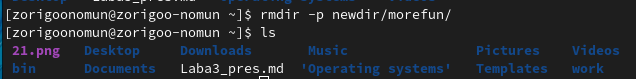 [zorigoonomun@zorigoo-nomun ~]$ rmdir -p newdir/morefun/
[zorigoonomun@zorigoo-nomun ~]$ ls
21.png Desktop Downloads Music Pictures Videos
bin Documents Laba3_pres.md 'Operating systems' Templates work